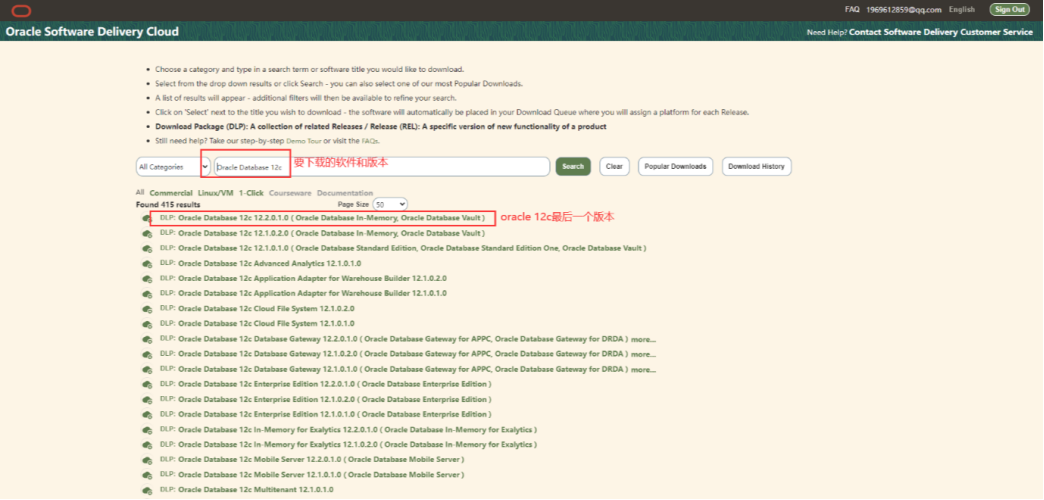 FAQ 1969612859@qq.com English Sign Out
Oracle Software Delivery Cloud
Need Help? Contact Software Delivery Customer Service
Choose a category and type in a search term or software title you would like to download.
Select from the drop down results or click Search - you can also select one of our most Popular Downloads.
A list of results will appear - additional filters will then be available to refine your search.
Click on 'Select' next to the title you wish to download - the software will automatically be placed in your Download Queue where you will assign a platform for each Release.
Download Package (DLP): A collection of related Releases / Release (REL): A specific version of new functionality of a product
Still need help? Take our step-by-step Demo Tour or visit the FAQs.
All Categories Oracle Database 12c 要下载的软件和版本 Search Clear Popular Downloads Download History
All Commercial Linux/VM 1-Click Courseware Documentation
Found 415 results Page Size 50
DLP: Oracle Database 12c 12.2.0.1.0 ( Oracle Database In-Memory, Oracle Database Vault ) oracle 12c最后一个版本
DLP: Oracle Database 12c 12.1.0.2.0 ( Oracle Database In-Memory, Oracle Database Vault )
DLP: Oracle Database 12c 12.1.0.1.0 ( Oracle Database Standard Edition, Oracle Database Standard Edition One, Oracle Database Vault )
DLP: Oracle Database 12c Advanced Analytics 12.1.0.1.0
DLP: Oracle Database 12c Application Adapter for Warehouse Builder 12.1.0.2.0
DLP: Oracle Database 12c Application Adapter for Warehouse Builder 12.1.0.1.0
DLP: Oracle Database 12c Cloud File System 12.1.0.2.0
DLP: Oracle Database 12c Cloud File System 12.1.0.1.0
DLP: Oracle Database 12c Database Gateway 12.2.0.1.0 ( Oracle Database Gateway for APPC, Oracle Database Gateway for DRDA ) more...
DLP: Oracle Database 12c Database Gateway 12.1.0.2.0 ( Oracle Database Gateway for APPC, Oracle Database Gateway for DRDA ) more...
DLP: Oracle Database 12c Database Gateway 12.1.0.1.0 ( Oracle Database Gateway for APPC, Oracle Database Gateway for DRDA ) more...
DLP: Oracle Database 12c Enterprise Edition 12.2.0.1.0 ( Oracle Database Enterprise Edition )
DLP: Oracle Database 12c Enterprise Edition 12.1.0.2.0 ( Oracle Database Enterprise Edition )
DLP: Oracle Database 12c Enterprise Edition 12.1.0.1.0 ( Oracle Database Enterprise Edition )
DLP: Oracle Database 12c In-Memory for Exalytics 12.2.0.1.0 ( Oracle Database In-Memory for Exalytics )
DLP: Oracle Database 12c In-Memory for Exalytics 12.1.0.2.0 ( Oracle Database In-Memory for Exalytics )
DLP: Oracle Database 12c Mobile Server 12.2.0.1.0 ( Oracle Database Mobile Server )
DLP: Oracle Database 12c Mobile Server 12.1.0.1.0 ( Oracle Database Mobile Server )
DLP: Oracle Database 12c Multitenant 12.1.0.1.0